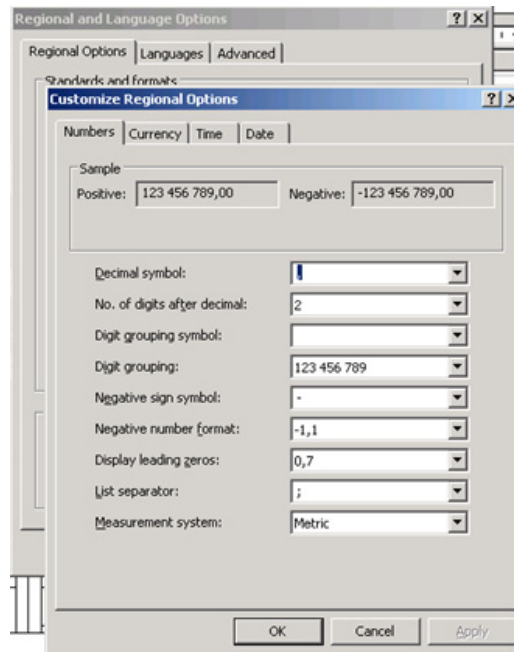 Regional and Language Options
Regional Options Languages Advanced
Standards and formats
Customize Regional Options
Numbers Currency Time Date
Sample
Positive: 123 456 789,00 Negative: -123 456 789,00
Decimal symbol: ,
No. of digits after decimal: 2
Digit grouping symbol:
Digit grouping: 123 456 789
Negative sign symbol: -
Negative number format: -1,1
Display leading zeros: 0,7
List separator: ;
Measurement system: Metric
OK Cancel Apply